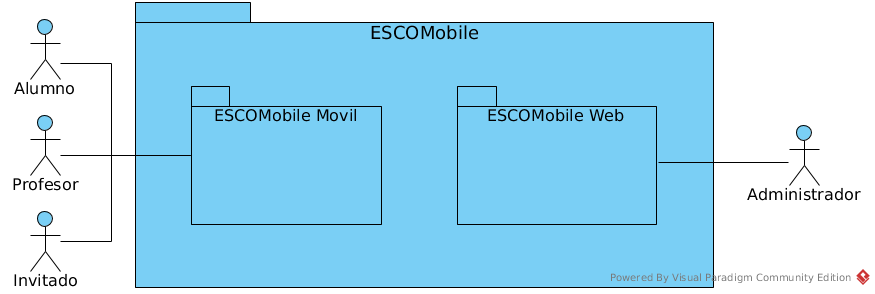 ESCOMobile
Alumno
Profesor
Invitado
ESCOMobile Movil
ESCOMobile Web
Administrador
Powered By Visual Paradigm Community Edition